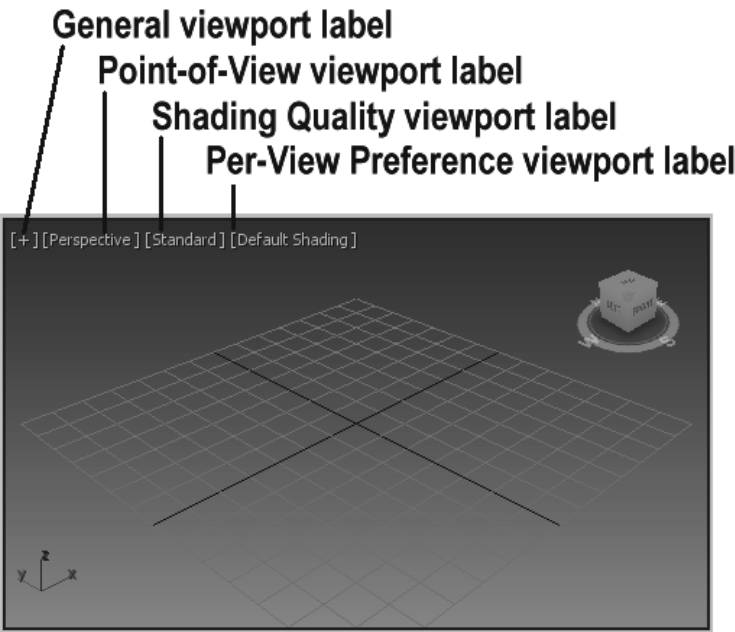 General viewport label
Point-of-View viewport label
Shading Quality viewport label
Per-View Preference viewport label
[+] [Perspective ] [Standard ] [Default Shading ]
W
S
z
y
x